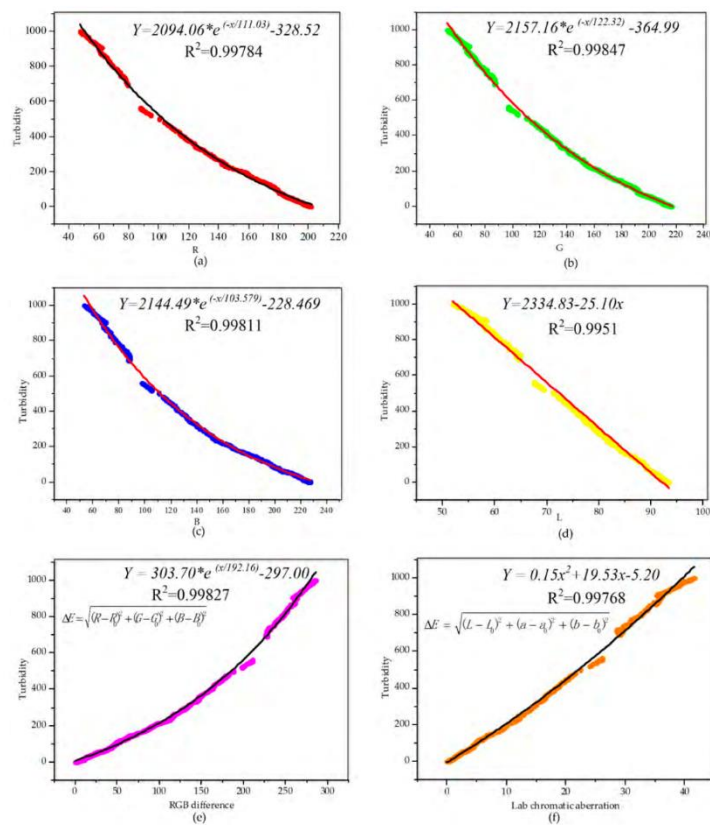 Y=2094.06*e^(-x/111.03)-328.52
R²=0.99784
Turbidity
1000
800
600
400
200
0
40 60 80 100 120 140 160 180 200 220
R
(a)
Y=2157.16*e^(-x/122.32) -364.99
R²=0.99847
Turbidity
1000
800
600
400
200
0
40 60 80 100 120 140 160 180 200 220 240
G
(b)
Y=2144.49*e^(-x/103.579)-228.469
R²=0.99811
Turbidity
1000
800
600
400
200
0
40 60 80 100 120 140 160 180 200 220 240
B
(c)
Y=2334.83-25.10x
R²=0.9951
Turbidity
1000
800
600
400
200
0
50 60 70 80 90 100
L
(d)
Y = 303.70*e^(x/192.16)-297.00
R²=0.99827
ΔE=√(R-R₀)²+(G-G₀)²+(B-B₀)²
Turbidity
1000
800
600
400
200
0
0 50 100 150 200 250 300
RGB difference
(e)
Y = 0.15x²+19.53x-5.20
R²=0.99768
ΔE = √(L-L₀)²+(a-a₀)²+(b-b₀)²
Turbidity
1000
800
600
400
200
0
0 10 20 30 40
Lab chromatic aberration
(f)